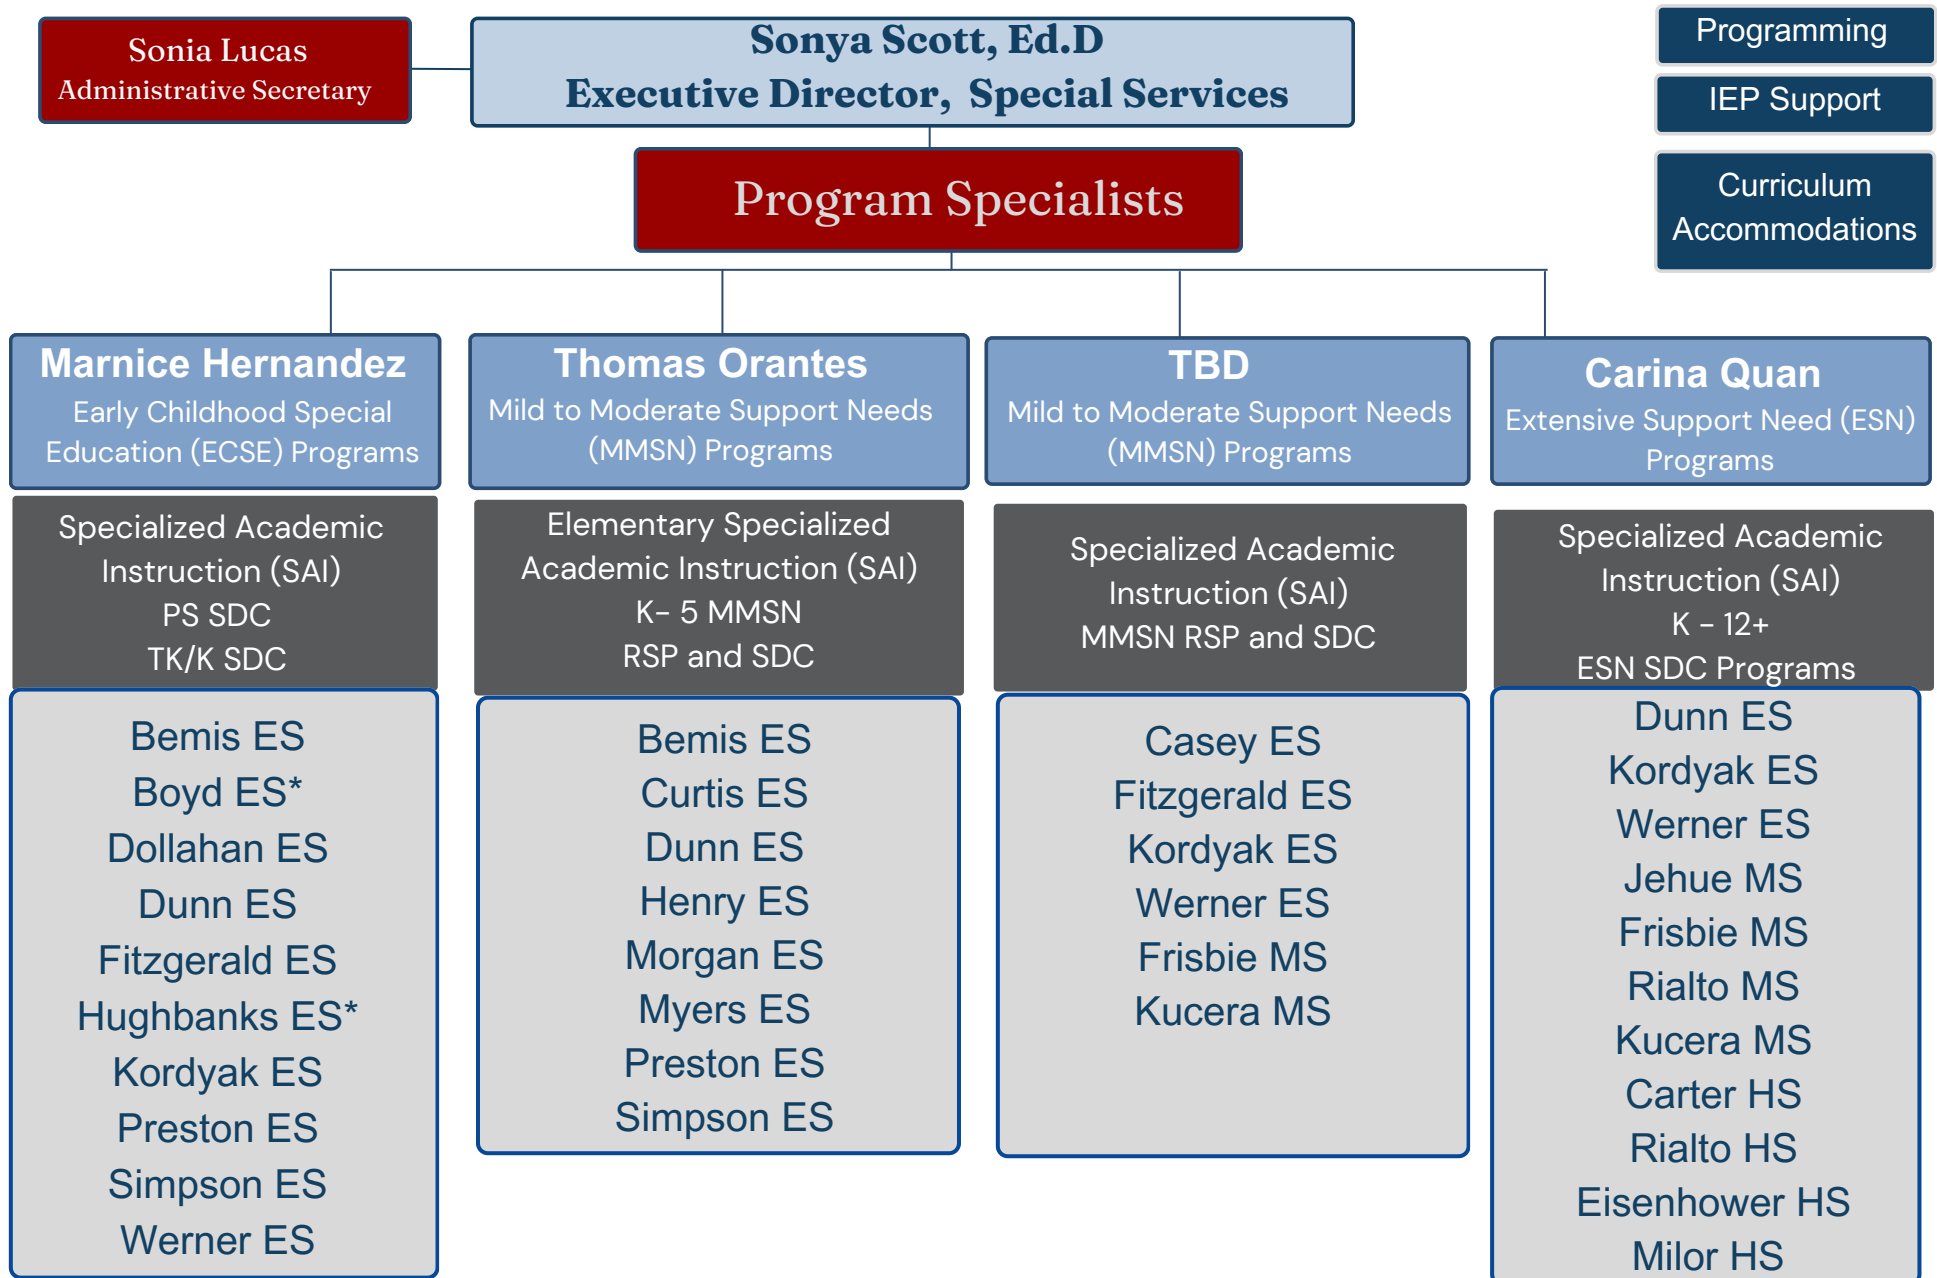 Sonia Lucas
Administrative Secretary
Sonya Scott, Ed.D
Executive Director, Special Services
Programming
IEP Support
Curriculum
Accommodations
Program Specialists
Marnice Hernandez
Early Childhood Special
Education (ECSE) Programs
Specialized Academic
Instruction (SAI)
PS SDC
TK/K SDC
Bemis ES
Boyd ES*
Dollahan ES
Dunn ES
Fitzgerald ES
Hughbanks ES*
Kordyak ES
Preston ES
Simpson ES
Werner ES
Thomas Orantes
Mild to Moderate Support Needs
(MMSN) Programs
Elementary Specialized
Academic Instruction (SAI)
K- 5 MMSN
RSP and SDC
Bemis ES
Curtis ES
Dunn ES
Henry ES
Morgan ES
Myers ES
Preston ES
Simpson ES
TBD
Mild to Moderate Support Needs
(MMSN) Programs
Specialized Academic
Instruction (SAI)
MMSN RSP and SDC
Casey ES
Fitzgerald ES
Kordyak ES
Werner ES
Frisbie MS
Kucera MS
Carina Quan
Extensive Support Need (ESN)
Programs
Specialized Academic
Instruction (SAI)
K - 12+
ESN SDC Programs
Dunn ES
Kordyak ES
Werner ES
Jehue MS
Frisbie MS
Rialto MS
Kucera MS
Carter HS
Rialto HS
Eisenhower HS
Milor HS